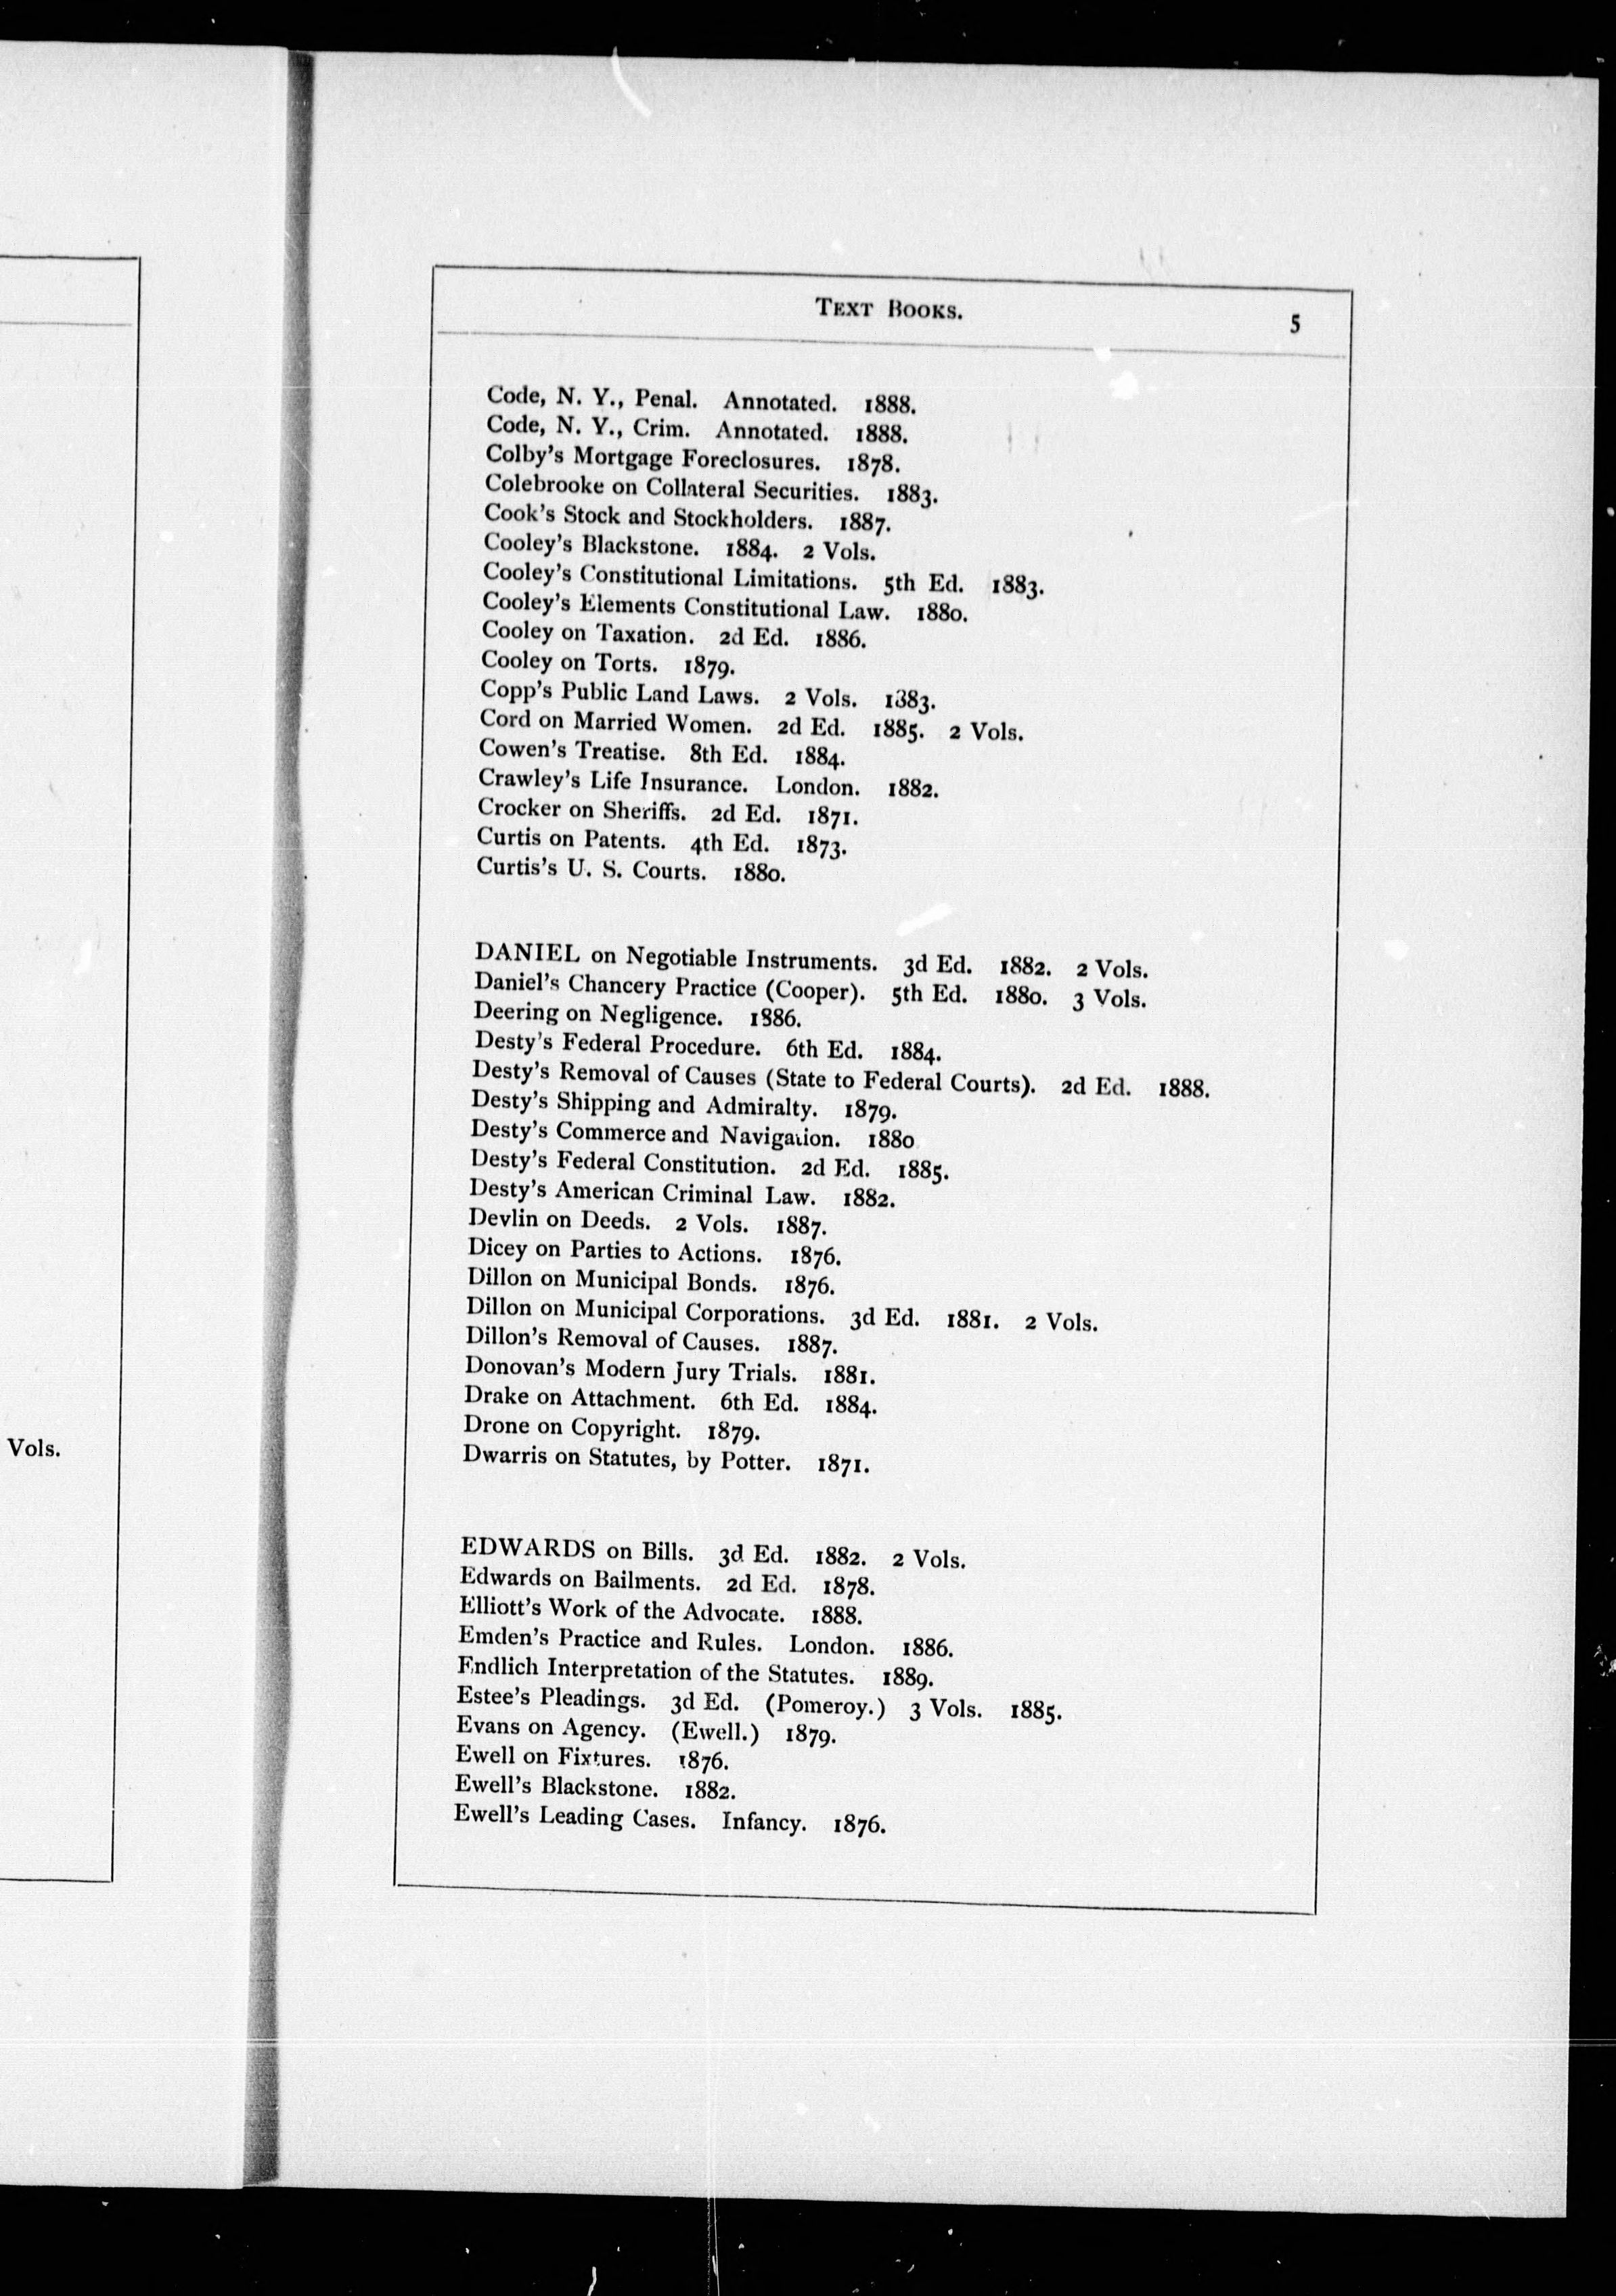 Vols.
TEXT BOOKS.
5
Code, N. Y., Penal. Annotated. 1888.
Code, N. Y., Crim. Annotated. 1888.
Colby's Mortgage Foreclosures. 1878.
Colebrooke on Collateral Securities. 1883.
Cook's Stock and Stockholders. 1887.
Cooley's Blackstone. 1884. 2 Vols.
Cooley's Constitutional Limitations. 5th Ed. 1883.
Cooley's Elements Constitutional Law. 1880.
Cooley on Taxation. 2d Ed. 1886.
Cooley on Torts. 1879.
Copp's Public Land Laws. 2 Vols. 1883.
Cord on Married Women. 2d Ed. 1885. 2 Vols.
Cowen's Treatise. 8th Ed. 1884.
Crawley's Life Insurance. London. 1882.
Crocker on Sheriffs. 2d Ed. 1871.
Curtis on Patents. 4th Ed. 1873.
Curtis's U. S. Courts. 1880.
DANIEL on Negotiable Instruments. 3d Ed. 1882. 2 Vols.
Daniel's Chancery Practice (Cooper). 5th Ed. 1880. 3 Vols.
Deering on Negligence. 1886.
Desty's Federal Procedure. 6th Ed. 1884.
Desty's Removal of Causes (State to Federal Courts). 2d Ed. 1888.
Desty's Shipping and Admiralty. 1879.
Desty's Commerce and Navigation. 1880
Desty's Federal Constitution. 2d Ed. 1885.
Desty's American Criminal Law. 1882.
Devlin on Deeds. 2 Vols. 1887.
Dicey on Parties to Actions. 1876.
Dillon on Municipal Bonds. 1876.
Dillon on Municipal Corporations. 3d Ed. 1881. 2 Vols.
Dillon's Removal of Causes. 1887.
Donovan's Modern Jury Trials. 1881.
Drake on Attachment. 6th Ed. 1884.
Drone on Copyright. 1879.
Dwarris on Statutes, by Potter. 1871.
EDWARDS on Bills. 3d Ed. 1882. 2 Vols.
Edwards on Bailments. 2d Ed. 1878.
Elliott's Work of the Advocate. 1888.
Emden's Practice and Rules. London. 1886.
Endlich Interpretation of the Statutes. 1889.
Estee's Pleadings. 3d Ed. (Pomeroy.) 3 Vols. 1885.
Evans on Agency. (Ewell.) 1879.
Ewell on Fixtures. 1876.
Ewell's Blackstone. 1882.
Ewell's Leading Cases. Infancy. 1876.